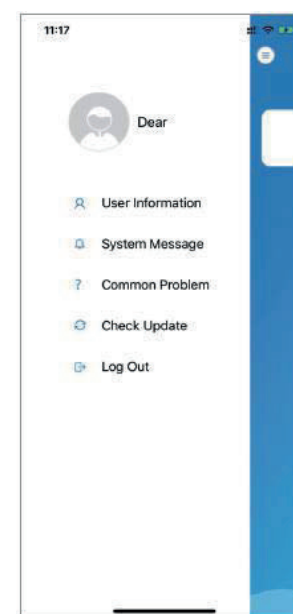 11:17
Dear
User Information
System Message
? Common Problem
Check Update
Log Out